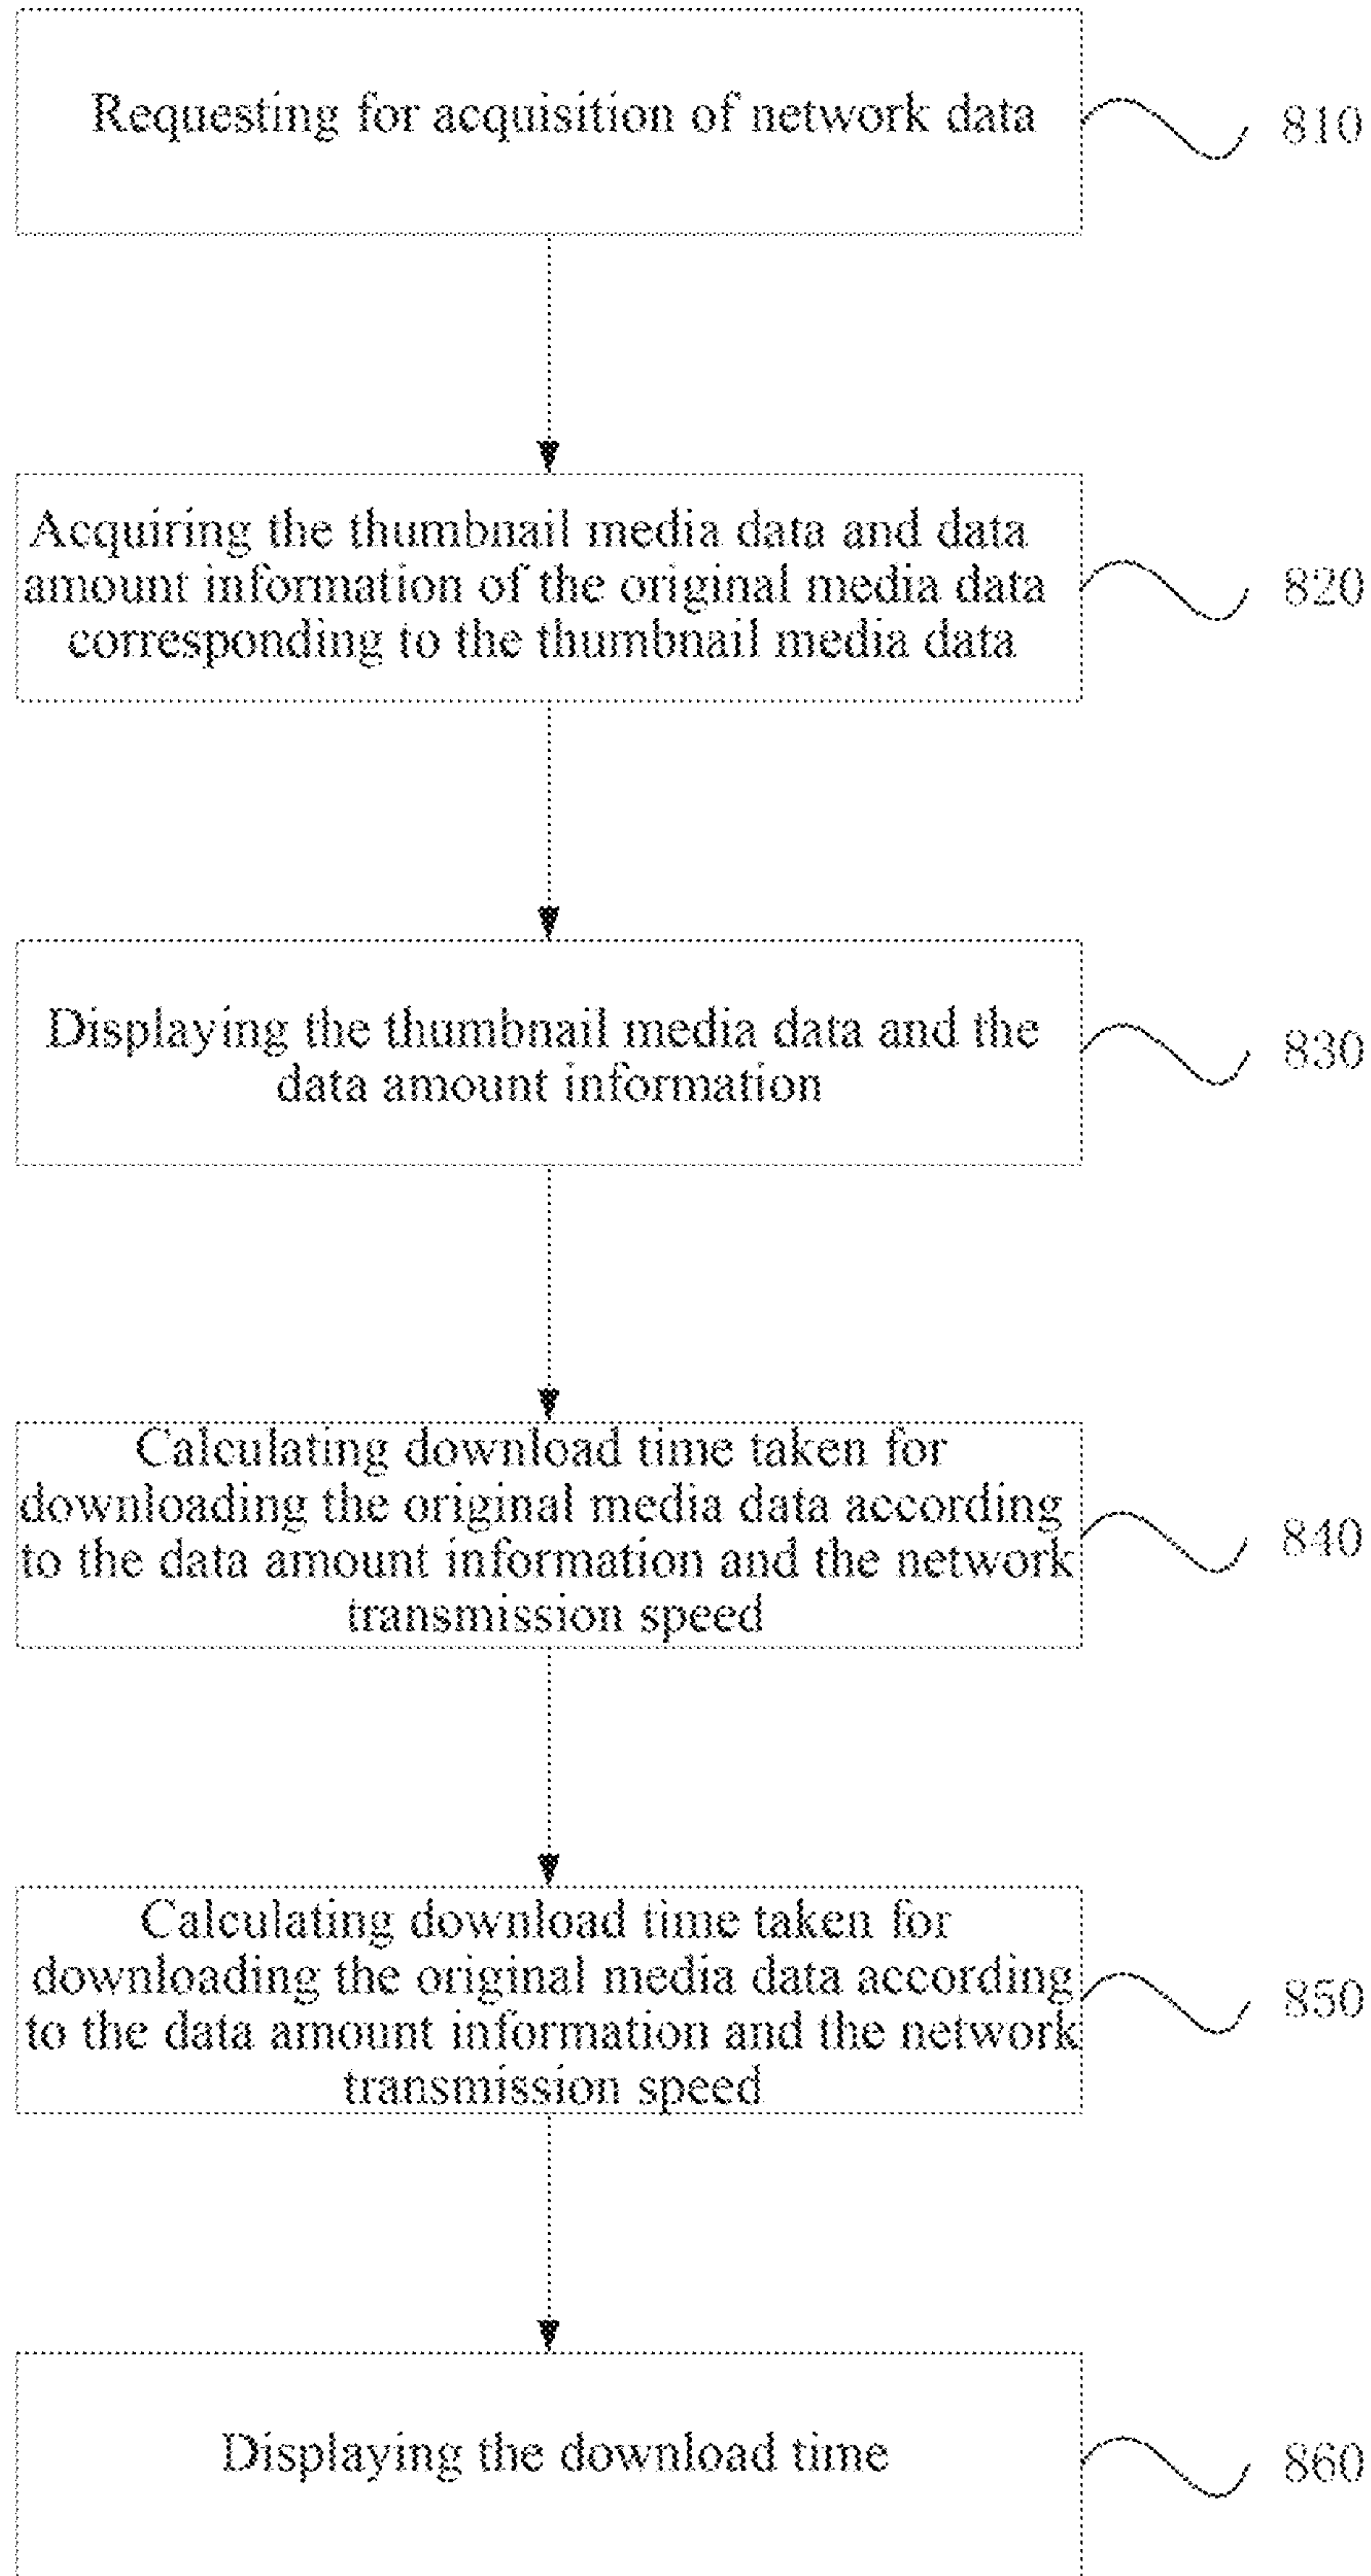 Requesting for acquisition of network data
810
Acquiring the thumbnail media data and data
amount information of the original media data
corresponding to the thumbnail media data
820
Displaying the thumbnail media data and the
data amount information
830
Calculating download time taken for
downloading the original media data according
to the data amount information and the network
transmission speed
840
Calculating download time taken for
downloading the original media data according
to the data amount information and the network
transmission speed
850
Displaying the download time
860